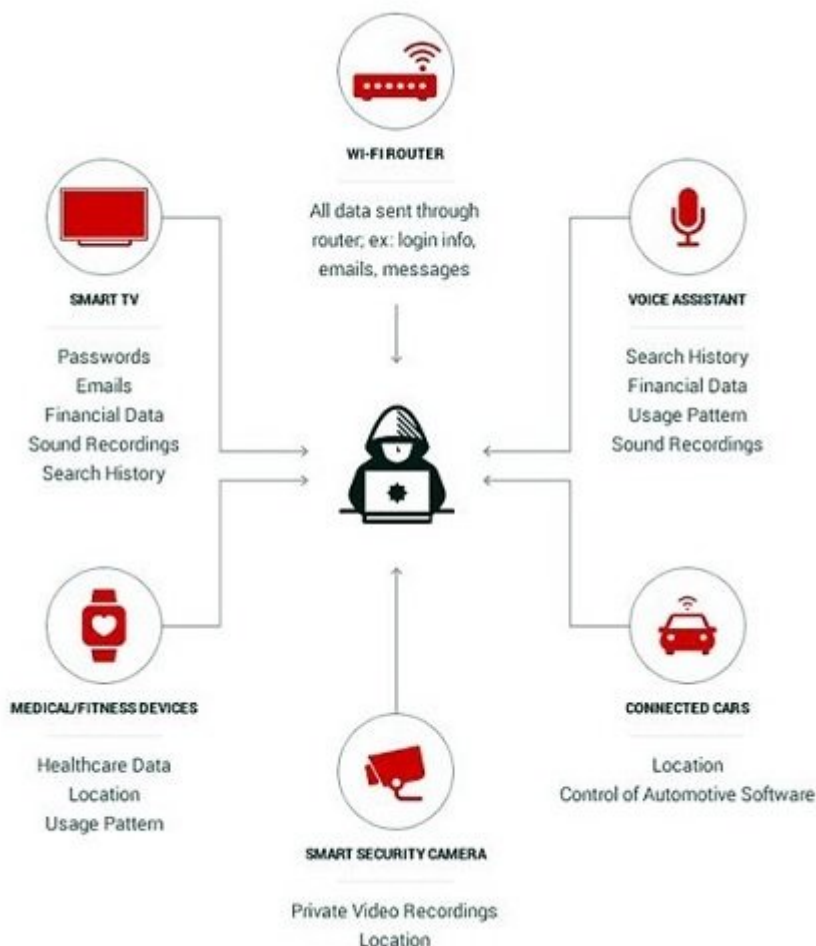 WI-FI ROUTER
All data sent through
router; ex: login info,
emails, messages
SMART TV
Passwords
Emails
Financial Data
Sound Recordings
Search History
VOICE ASSISTANT
Search History
Financial Data
Usage Pattern
Sound Recordings
MEDICAL/FITNESS DEVICES
Healthcare Data
Location
Usage Pattern
CONNECTED CARS
Location
Control of Automotive Software
SMART SECURITY CAMERA
Private Video Recordings
Location